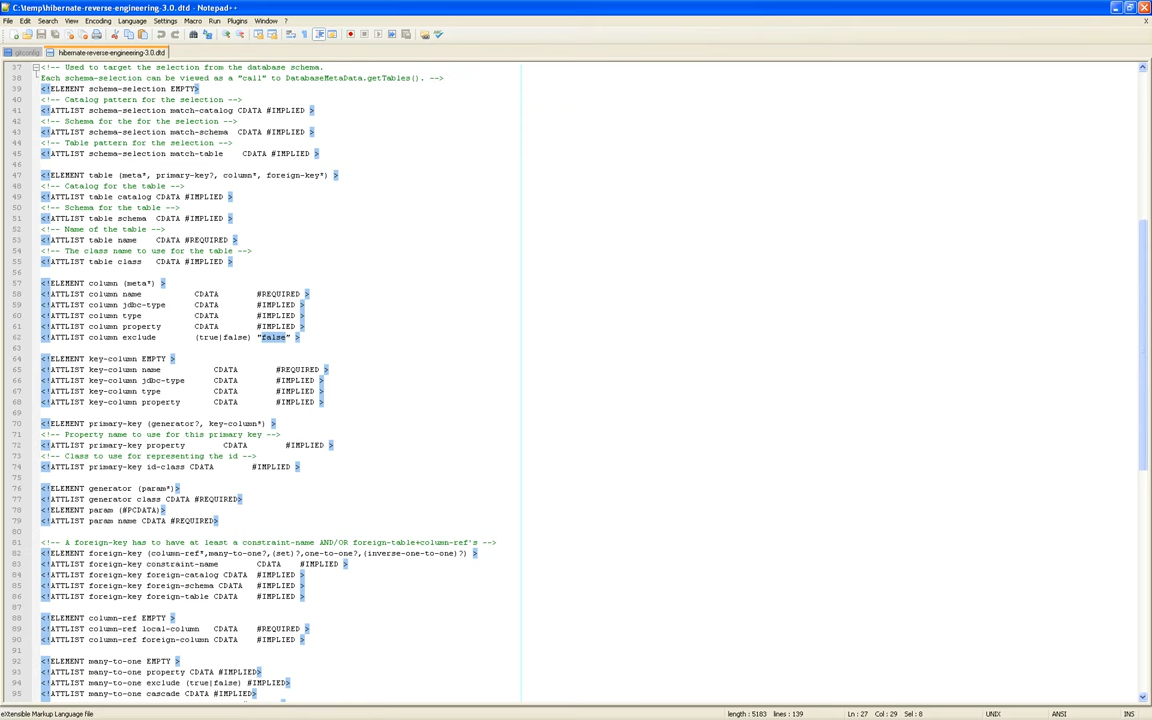 C:\temp\hibernate-reverse-engineering-3.0.dtd - Notepad++
File Edit Search View Encoding Language Settings Macro Run Plugins Window ?
gitconfig hibernate-reverse-engineering-3.0.dtd
37 <!-- Used to target the selection from the database schema.
38 Each schema-selection can be viewed as a "call" to DatabaseMetaData.getTables(). -->
39 <!ELEMENT schema-selection EMPTY>
40 <!-- Catalog pattern for the selection -->
41 <!ATTLIST schema-selection match-catalog CDATA #IMPLIED >
42 <!-- Schema for the for the selection -->
43 <!ATTLIST schema-selection match-schema  CDATA #IMPLIED >
44 <!-- Table pattern for the selection -->
45 <!ATTLIST schema-selection match-table    CDATA #IMPLIED >
46
47 <!ELEMENT table (meta*, primary-key?, column*, foreign-key*) >
48 <!-- Catalog for the table -->
49 <!ATTLIST table catalog CDATA #IMPLIED >
50 <!-- Schema for the table -->
51 <!ATTLIST table schema  CDATA #IMPLIED >
52 <!-- Name of the table -->
53 <!ATTLIST table name    CDATA #REQUIRED >
54 <!-- The class name to use for the table -->
55 <!ATTLIST table class   CDATA #IMPLIED >
56
57 <!ELEMENT column (meta*) >
58 <!ATTLIST column name           CDATA        #REQUIRED >
59 <!ATTLIST column jdbc-type      CDATA        #IMPLIED >
60 <!ATTLIST column type           CDATA        #IMPLIED >
61 <!ATTLIST column property       CDATA        #IMPLIED >
62 <!ATTLIST column exclude        (true|false) "false" >
63
64 <!ELEMENT key-column EMPTY >
65 <!ATTLIST key-column name           CDATA        #REQUIRED >
66 <!ATTLIST key-column jdbc-type      CDATA        #IMPLIED >
67 <!ATTLIST key-column type           CDATA        #IMPLIED >
68 <!ATTLIST key-column property       CDATA        #IMPLIED >
69
70 <!ELEMENT primary-key (generator?, key-column*) >
71 <!-- Property name to use for this primary key -->
72 <!ATTLIST primary-key property        CDATA        #IMPLIED >
73 <!-- Class to use for representing the id -->
74 <!ATTLIST primary-key id-class CDATA        #IMPLIED >
75
76 <!ELEMENT generator (param*)>
77 <!ATTLIST generator class CDATA #REQUIRED>
78 <!ELEMENT param (#PCDATA)>
79 <!ATTLIST param name CDATA #REQUIRED>
80
81 <!-- A foreign-key has to have at least a constraint-name AND/OR foreign-table+column-ref's -->
82 <!ELEMENT foreign-key (column-ref*,many-to-one?,(set)?,one-to-one?,(inverse-one-to-one)?) >
83 <!ATTLIST foreign-key constraint-name        CDATA    #IMPLIED >
84 <!ATTLIST foreign-key foreign-catalog CDATA  #IMPLIED >
85 <!ATTLIST foreign-key foreign-schema CDATA   #IMPLIED >
86 <!ATTLIST foreign-key foreign-table CDATA    #IMPLIED >
87
88 <!ELEMENT column-ref EMPTY >
89 <!ATTLIST column-ref local-column   CDATA    #REQUIRED >
90 <!ATTLIST column-ref foreign-column CDATA    #IMPLIED >
91
92 <!ELEMENT many-to-one EMPTY >
93 <!ATTLIST many-to-one property CDATA #IMPLIED>
94 <!ATTLIST many-to-one exclude (true|false) #IMPLIED>
95 <!ATTLIST many-to-one cascade CDATA #IMPLIED>
eXtensible Markup Language file length : 5183 lines : 139 Ln : 27 Col : 29 Sel : 8 UNIX ANSI INS